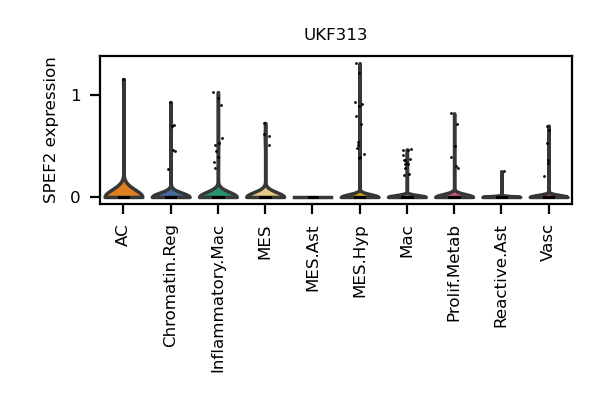 UKF313
SPEF2 expression
1
0
AC
Chromatin.Reg
Inflammatory.Mac
MES
MES.Ast
MES.Hyp
Mac
Prolif.Metab
Reactive.Ast
Vasc